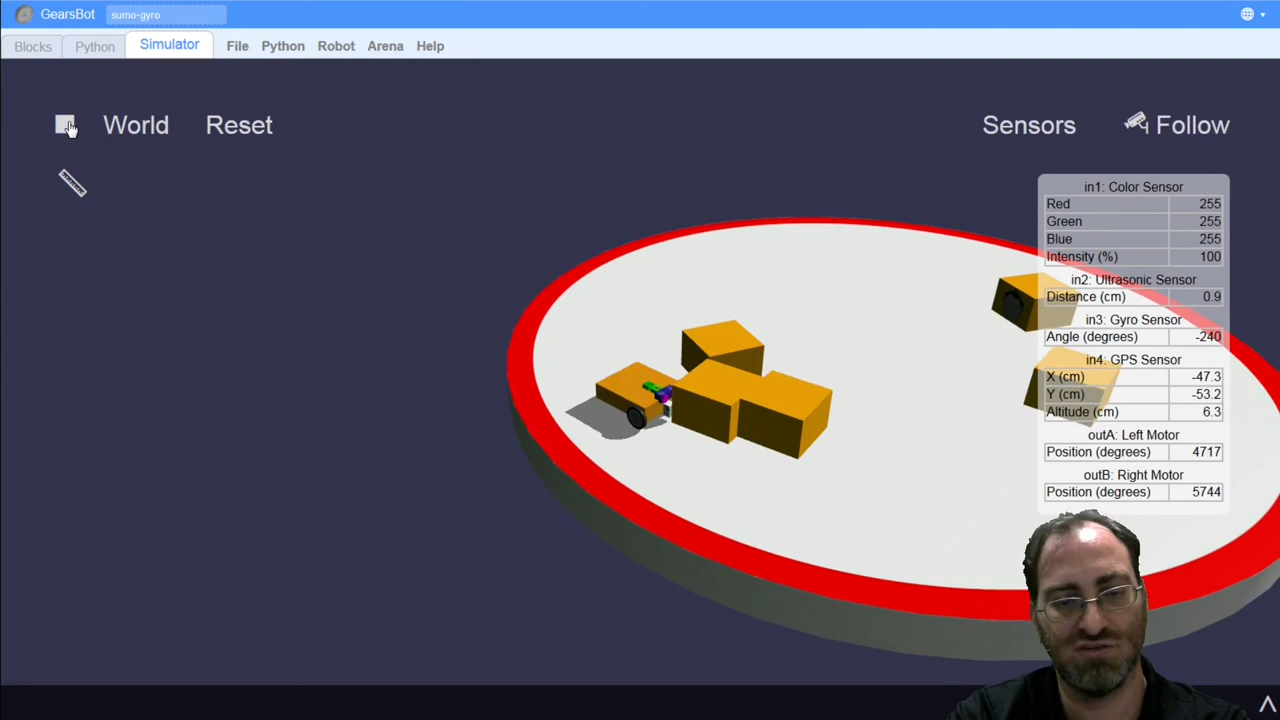 GearsBot
sumo-gyro
Blocks
Python
Simulator
File
Python
Robot
Arena
Help
World
Reset
Sensors
Follow
in1: Color Sensor
Red 255
Green 255
Blue 255
Intensity (%) 100
in2: Ultrasonic Sensor
Distance (cm) 0.9
in3: Gyro Sensor
Angle (degrees) -240
in4: GPS Sensor
X (cm) -47.3
Y (cm) -53.2
Altitude (cm) 6.3
outA: Left Motor
Position (degrees) 4717
outB: Right Motor
Position (degrees) 5744